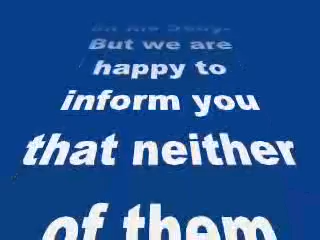 But we are
happy to
inform you
that neither
of them